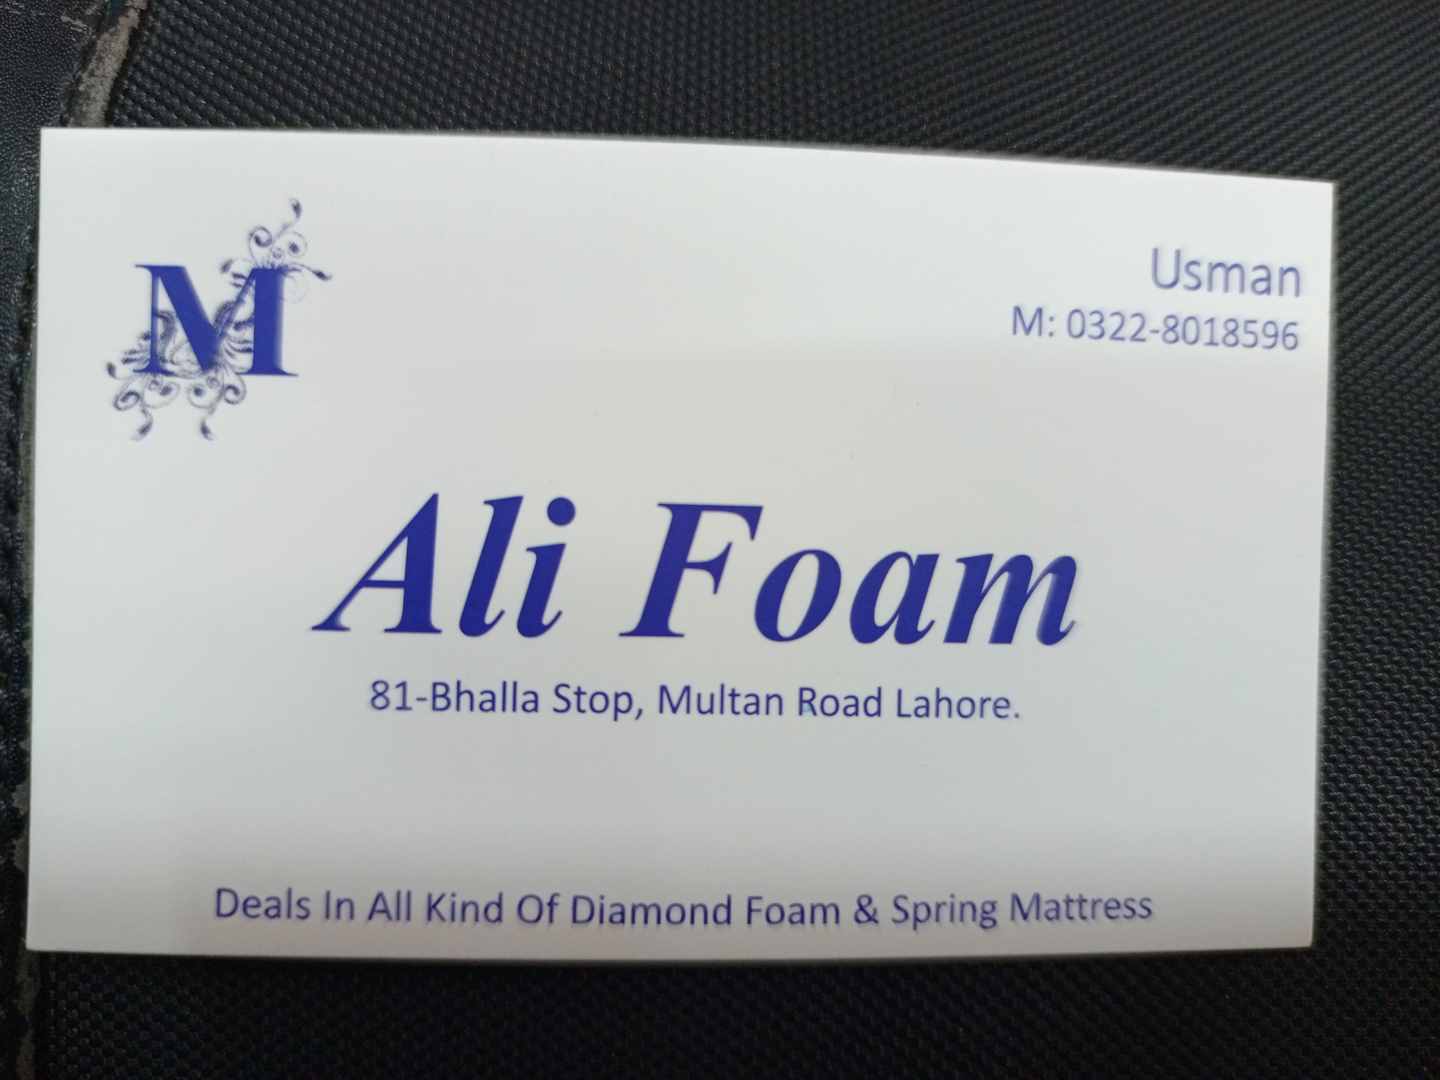 M
Usman
M: 0322-8018596
Ali Foam
81-Bhalla Stop, Multan Road Lahore.
Deals In All Kind Of Diamond Foam & Spring Mattress